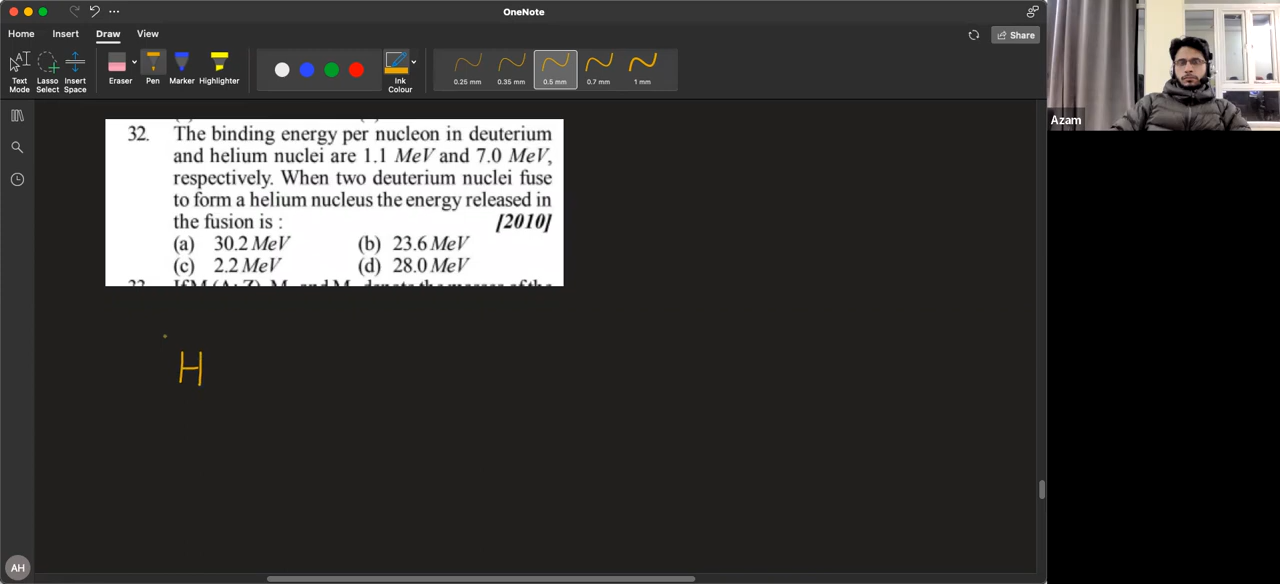 OneNote
Home Insert Draw View
Share
Text Mode
Lasso Select
Insert Space
Eraser
Pen
Marker
Highlighter
Ink Colour
0.25 mm
0.35 mm
0.5 mm
0.7 mm
1 mm
Azam
32. The binding energy per nucleon in deuterium
and helium nuclei are 1.1 MeV and 7.0 MeV,
respectively. When two deuterium nuclei fuse
to form a helium nucleus the energy released in
the fusion is : [2010]
(a) 30.2 MeV (b) 23.6 MeV
(c) 2.2 MeV (d) 28.0 MeV
H
AH